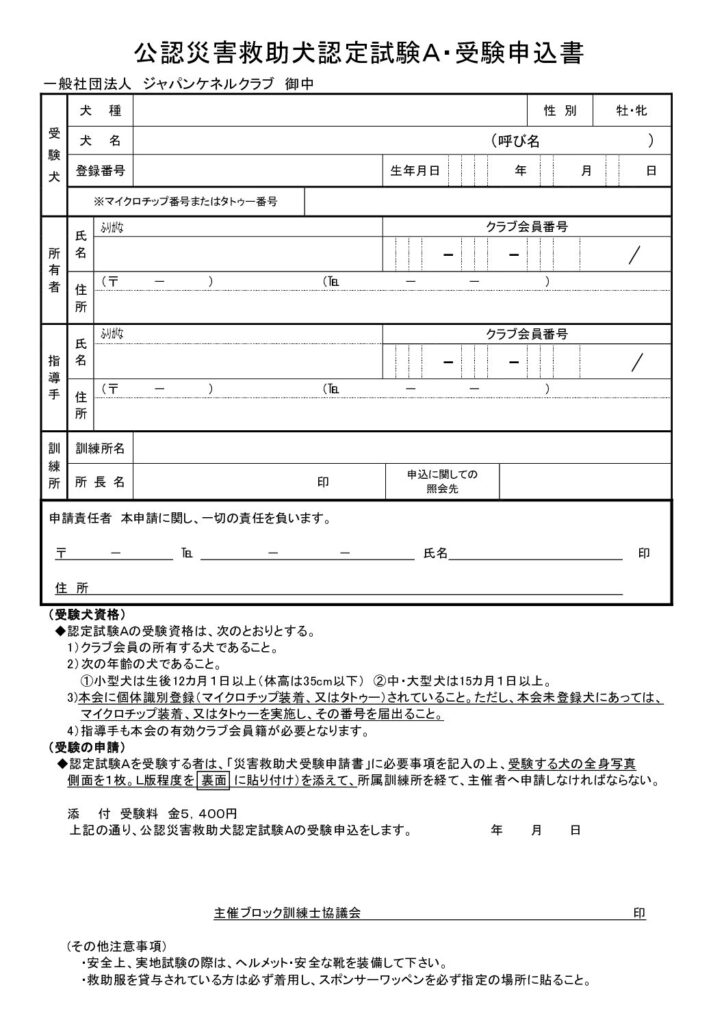 公認災害救助犬認定試験A・受験申込書
一般社団法人 ジャパンケネルクラブ 御中
受験犬
犬 種
性 別
牡・牝
犬 名
(呼び名 )
登録番号
生年月日 年 月 日
※マイクロチップ番号またはタトゥー番号
所有者
氏名
ふりがな
クラブ会員番号
- - /
住所
(〒 - ) (℡ - - )
指導手
氏名
ふりがな
クラブ会員番号
- - /
住所
(〒 - ) (℡ - - )
訓練所
訓練所名
所 長 名
印
申込に関しての
照会先
申請責任者 本申請に関し、一切の責任を負います。
〒 - ℡ - - 氏名 印
住 所
(受験犬資格)
◆認定試験Aの受験資格は、次のとおりとする。
1)クラブ会員の所有する犬であること。
2)次の年齢の犬であること。
①小型犬は生後12カ月1日以上(体高は35cm以下) ②中・大型犬は15カ月1日以上。
3)本会に個体識別登録(マイクロチップ装着、又はタトゥー)されていること。ただし、本会未登録犬にあっては、
マイクロチップ装着、又はタトゥーを実施し、その番号を届出ること。
4)指導手も本会の有効クラブ会員籍が必要となります。
(受験の申請)
◆認定試験Aを受験する者は、「災害救助犬受験申請書」に必要事項を記入の上、受験する犬の全身写真
側面を1枚。L版程度を 裏面 に貼り付け)を添えて、所属訓練所を経て、主催者へ申請しなければならない。
添 付 受験料 金5,400円
上記の通り、公認災害救助犬認定試験Aの受験申込をします。 年 月 日
主催ブロック訓練士協議会 印
(その他注意事項)
・安全上、実地試験の際は、ヘルメット・安全な靴を装備して下さい。
・救助服を貸与されている方は必ず着用し、スポンサーワッペンを必ず指定の場所に貼ること。